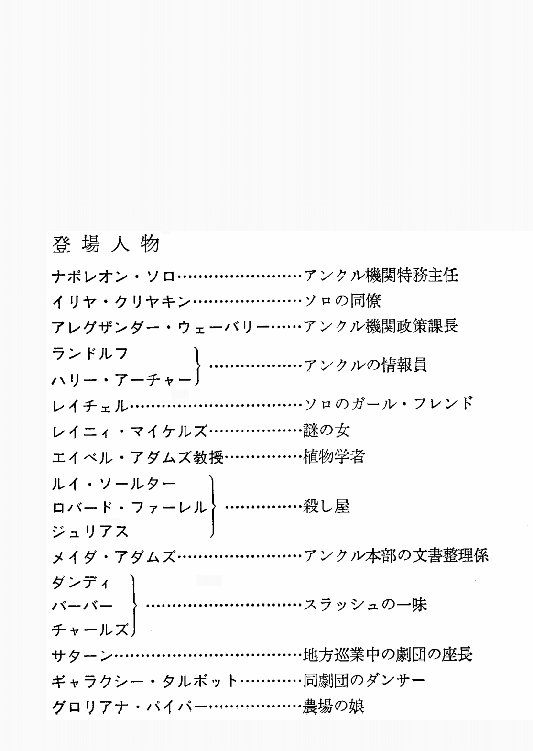 登場人物
ナポレオン・ソロ……………………アンクル機関特務主任
イリヤ・クリヤキン…………………ソロの同僚
アレグザンダー・ウェーバリー……アンクル機関政策課長
ランドルフ
ハリー・アーチャー
……………アンクルの情報員
レイチェル……………………………ソロのガール・フレンド
レイニィ・マイケルズ………………謎の女
エイベル・アダムズ教授……………植物学者
ルイ・ソールター
ロバード・ファーレル
ジュリアス
……………殺し屋
メイダ・アダムズ……………………アンクル本部の文書整理係
ダンディ
バーバー
チャールズ
…………………………スラッシュの一味
サターン………………………………地方巡業中の劇団の座長
ギャラクシー・タルボット…………同劇団のダンサー
グロリアナ・パイパー………………農場の娘